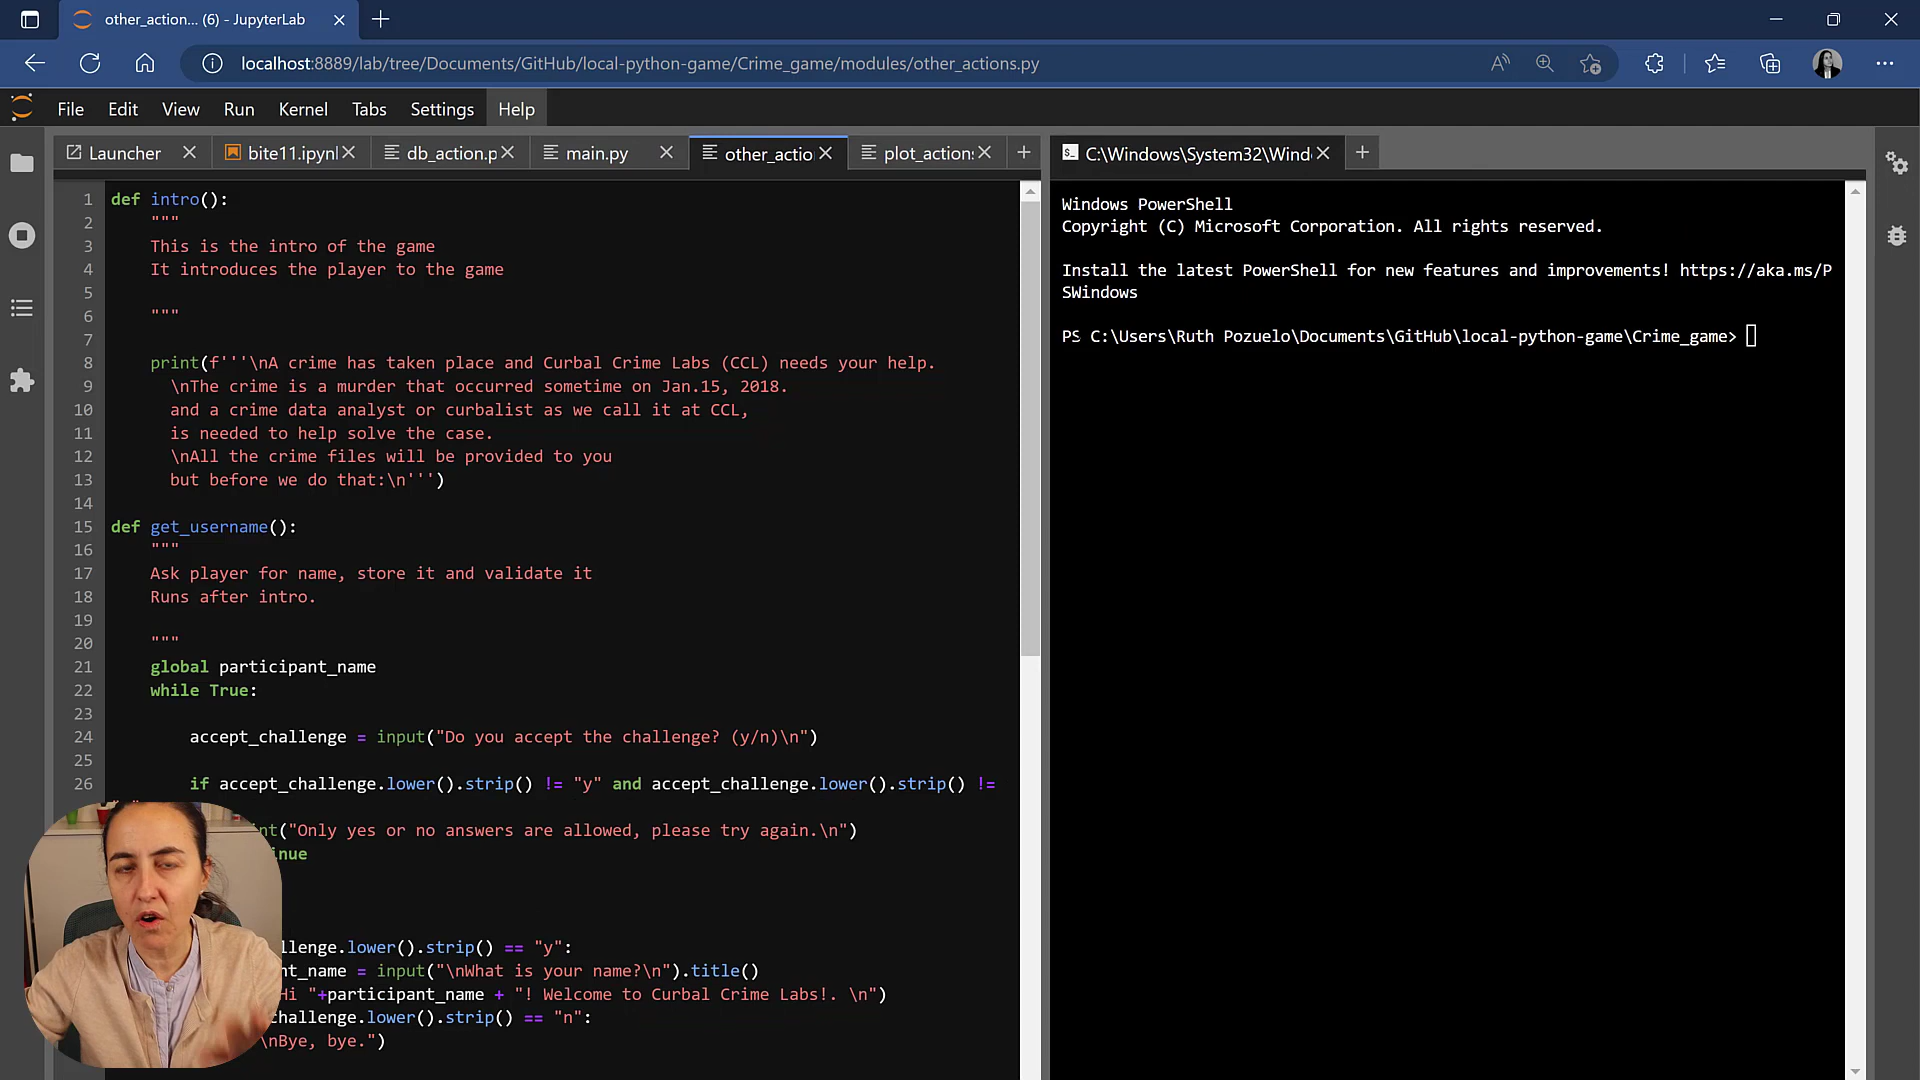 other_action... (6) - JupyterLab
localhost:8889/lab/tree/Documents/GitHub/local-python-game/Crime_game/modules/other_actions.py
File Edit View Run Kernel Tabs Settings Help
Launcher bite11.ipynl db_action.p main.py other_actio plot_action: C:\Windows\System32\Wind
1 def intro():
2 """
3 This is the intro of the game
4 It introduces the player to the game
5
6 """
7
8 print(f'''\nA crime has taken place and Curbal Crime Labs (CCL) needs your help.
9 \nThe crime is a murder that occurred sometime on Jan.15, 2018.
10 and a crime data analyst or curbalist as we call it at CCL,
11 is needed to help solve the case.
12 \nAll the crime files will be provided to you
13 but before we do that:\n''')
14
15 def get_username():
16 """
17 Ask player for name, store it and validate it
18 Runs after intro.
19
20 """
21 global participant_name
22 while True:
23
24 accept_challenge = input("Do you accept the challenge? (y/n)\n")
25
26 if accept_challenge.lower().strip() != "y" and accept_challenge.lower().strip() !=
nt("Only yes or no answers are allowed, please try again.\n")
inue
llenge.lower().strip() == "y":
nt_name = input("\nWhat is your name?\n").title()
Hi "+participant_name + "! Welcome to Curbal Crime Labs!. \n")
challenge.lower().strip() == "n":
\nBye, bye.")
Windows PowerShell
Copyright (C) Microsoft Corporation. All rights reserved.
Install the latest PowerShell for new features and improvements! https://aka.ms/P
SWindows
PS C:\Users\Ruth Pozuelo\Documents\GitHub\local-python-game\Crime_game>